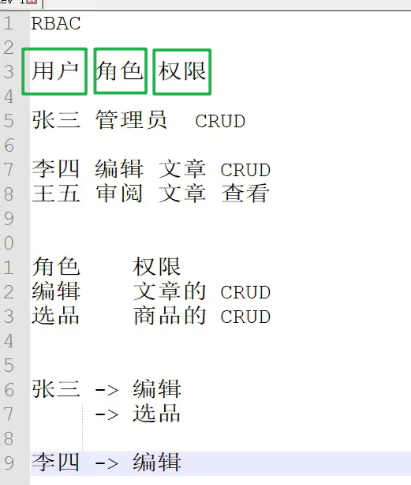 1 RBAC
2
3 用户 角色 权限
4
5 张三 管理员 CRUD
6
7 李四 编辑 文章 CRUD
8 王五 审阅 文章 查看
9
0
1 角色 权限
2 编辑 文章的 CRUD
3 选品 商品的 CRUD
4
5
6 张三 -> 编辑
7 -> 选品
8
9 李四 -> 编辑